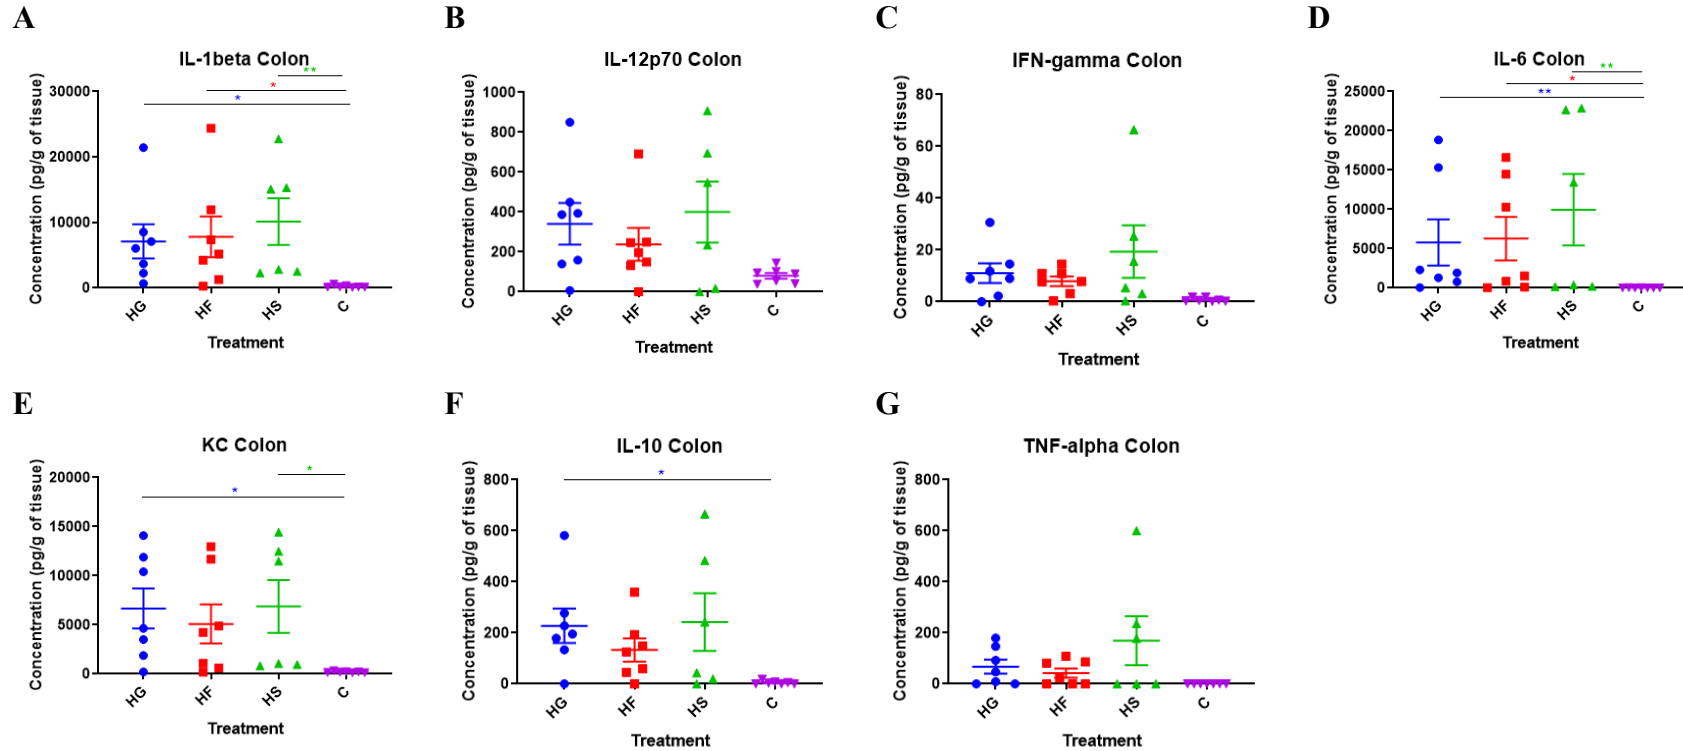 A
IL-1beta Colon
**
*
*
Concentration (pg/g of tissue)
30000
20000
10000
0
HG
HF
HS
C
Treatment
B
IL-12p70 Colon
Concentration (pg/g of tissue)
1000
800
600
400
200
0
HG
HF
HS
C
Treatment
C
IFN-gamma Colon
Concentration (pg/g of tissue)
80
60
40
20
0
HG
HF
HS
C
Treatment
D
IL-6 Colon
**
*
**
Concentration (pg/g of tissue)
25000
20000
15000
10000
5000
0
HG
HF
HS
C
Treatment
E
KC Colon
*
*
Concentration (pg/g of tissue)
20000
15000
10000
5000
0
HG
HF
HS
C
Treatment
F
IL-10 Colon
*
Concentration (pg/g of tissue)
800
600
400
200
0
HG
HF
HS
C
Treatment
G
TNF-alpha Colon
Concentration (pg/g of tissue)
800
600
400
200
0
HG
HF
HS
C
Treatment